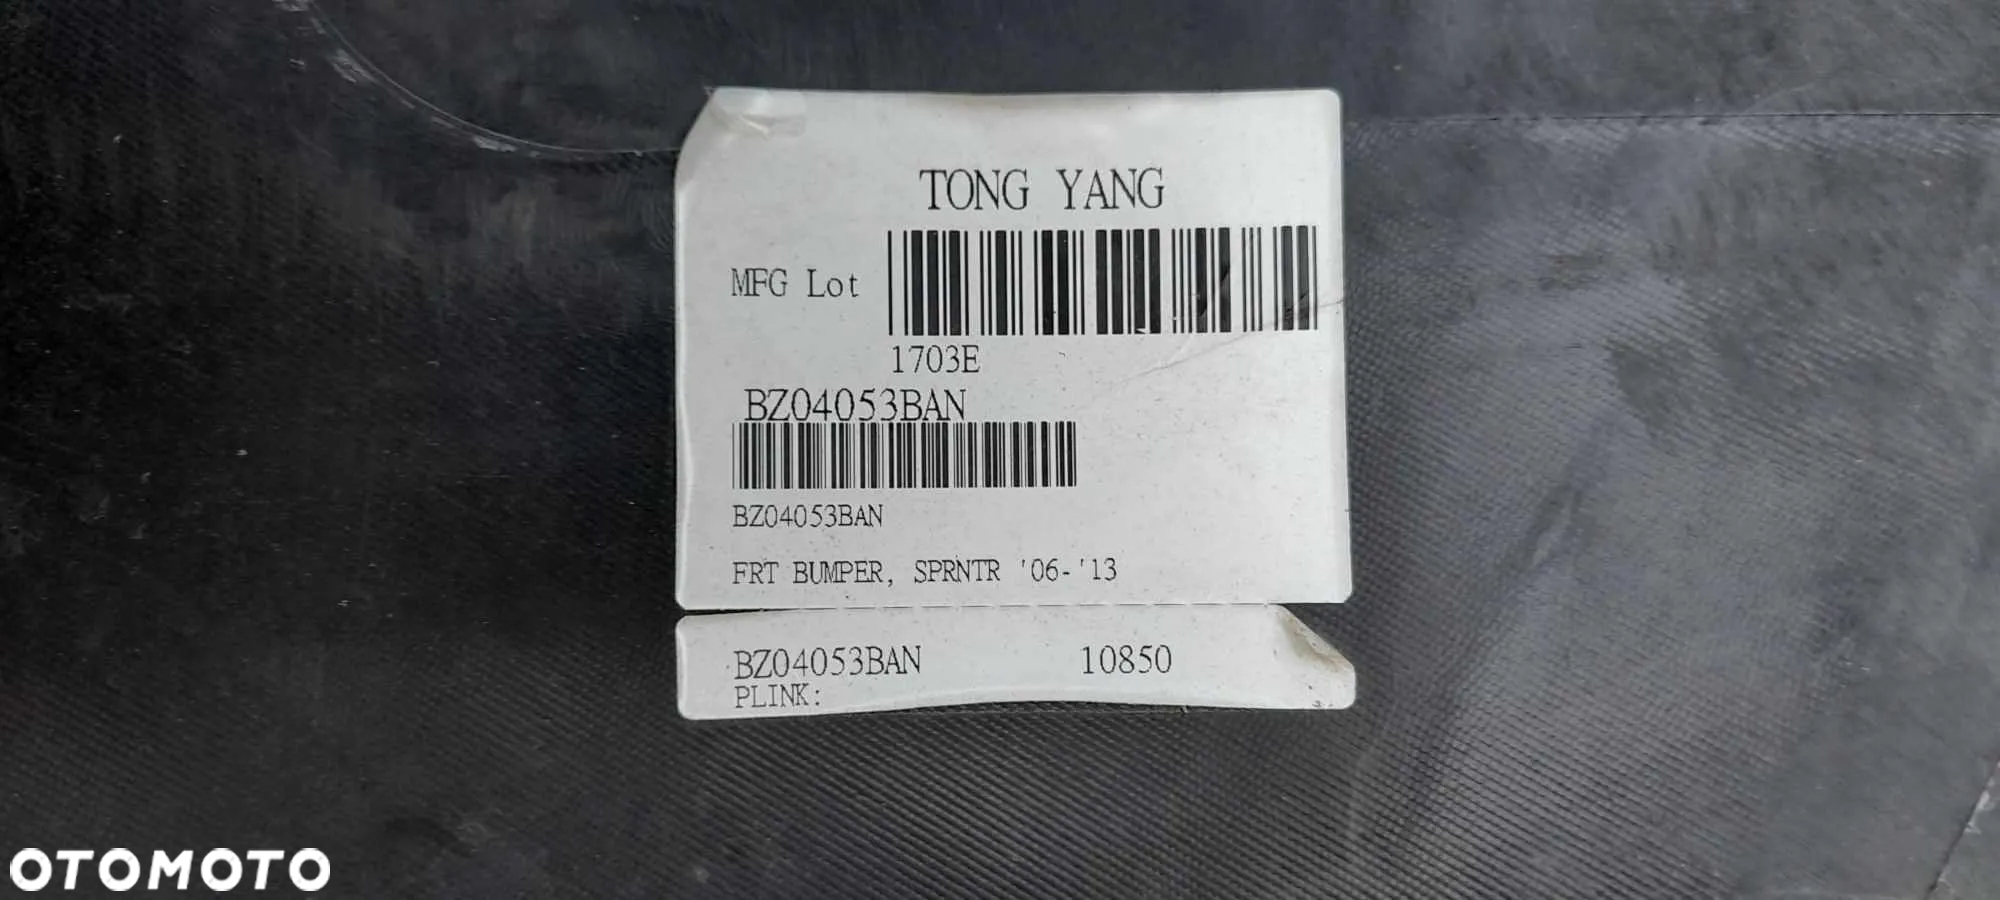 TONG YANG
MFG Lot
1703E
BZ04053BAN
BZ04053BAN
FRT BUMPER, SPRNTR '06-'13
BZ04053BAN 10850
PLINK:
OTOMOTO